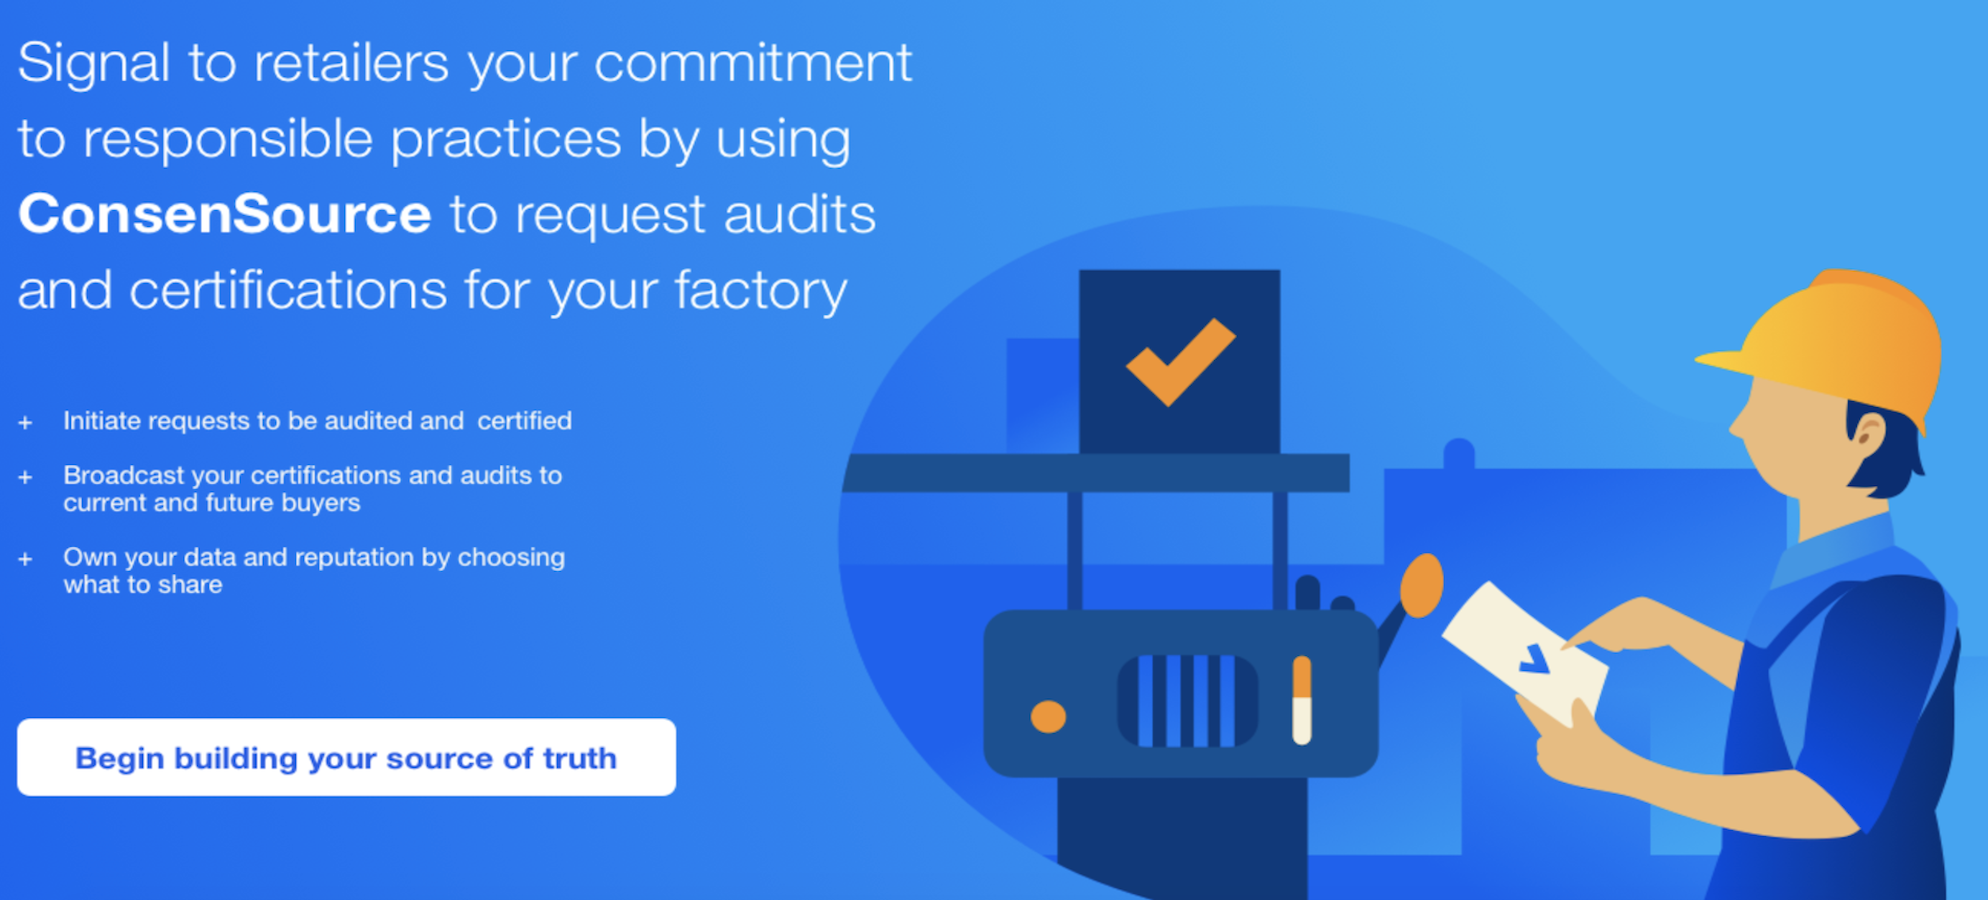 Signal to retailers your commitment
to responsible practices by using
ConsenSource to request audits
and certifications for your factory
+ Initiate requests to be audited and certified
+ Broadcast your certifications and audits to
current and future buyers
+ Own your data and reputation by choosing
what to share
Begin building your source of truth